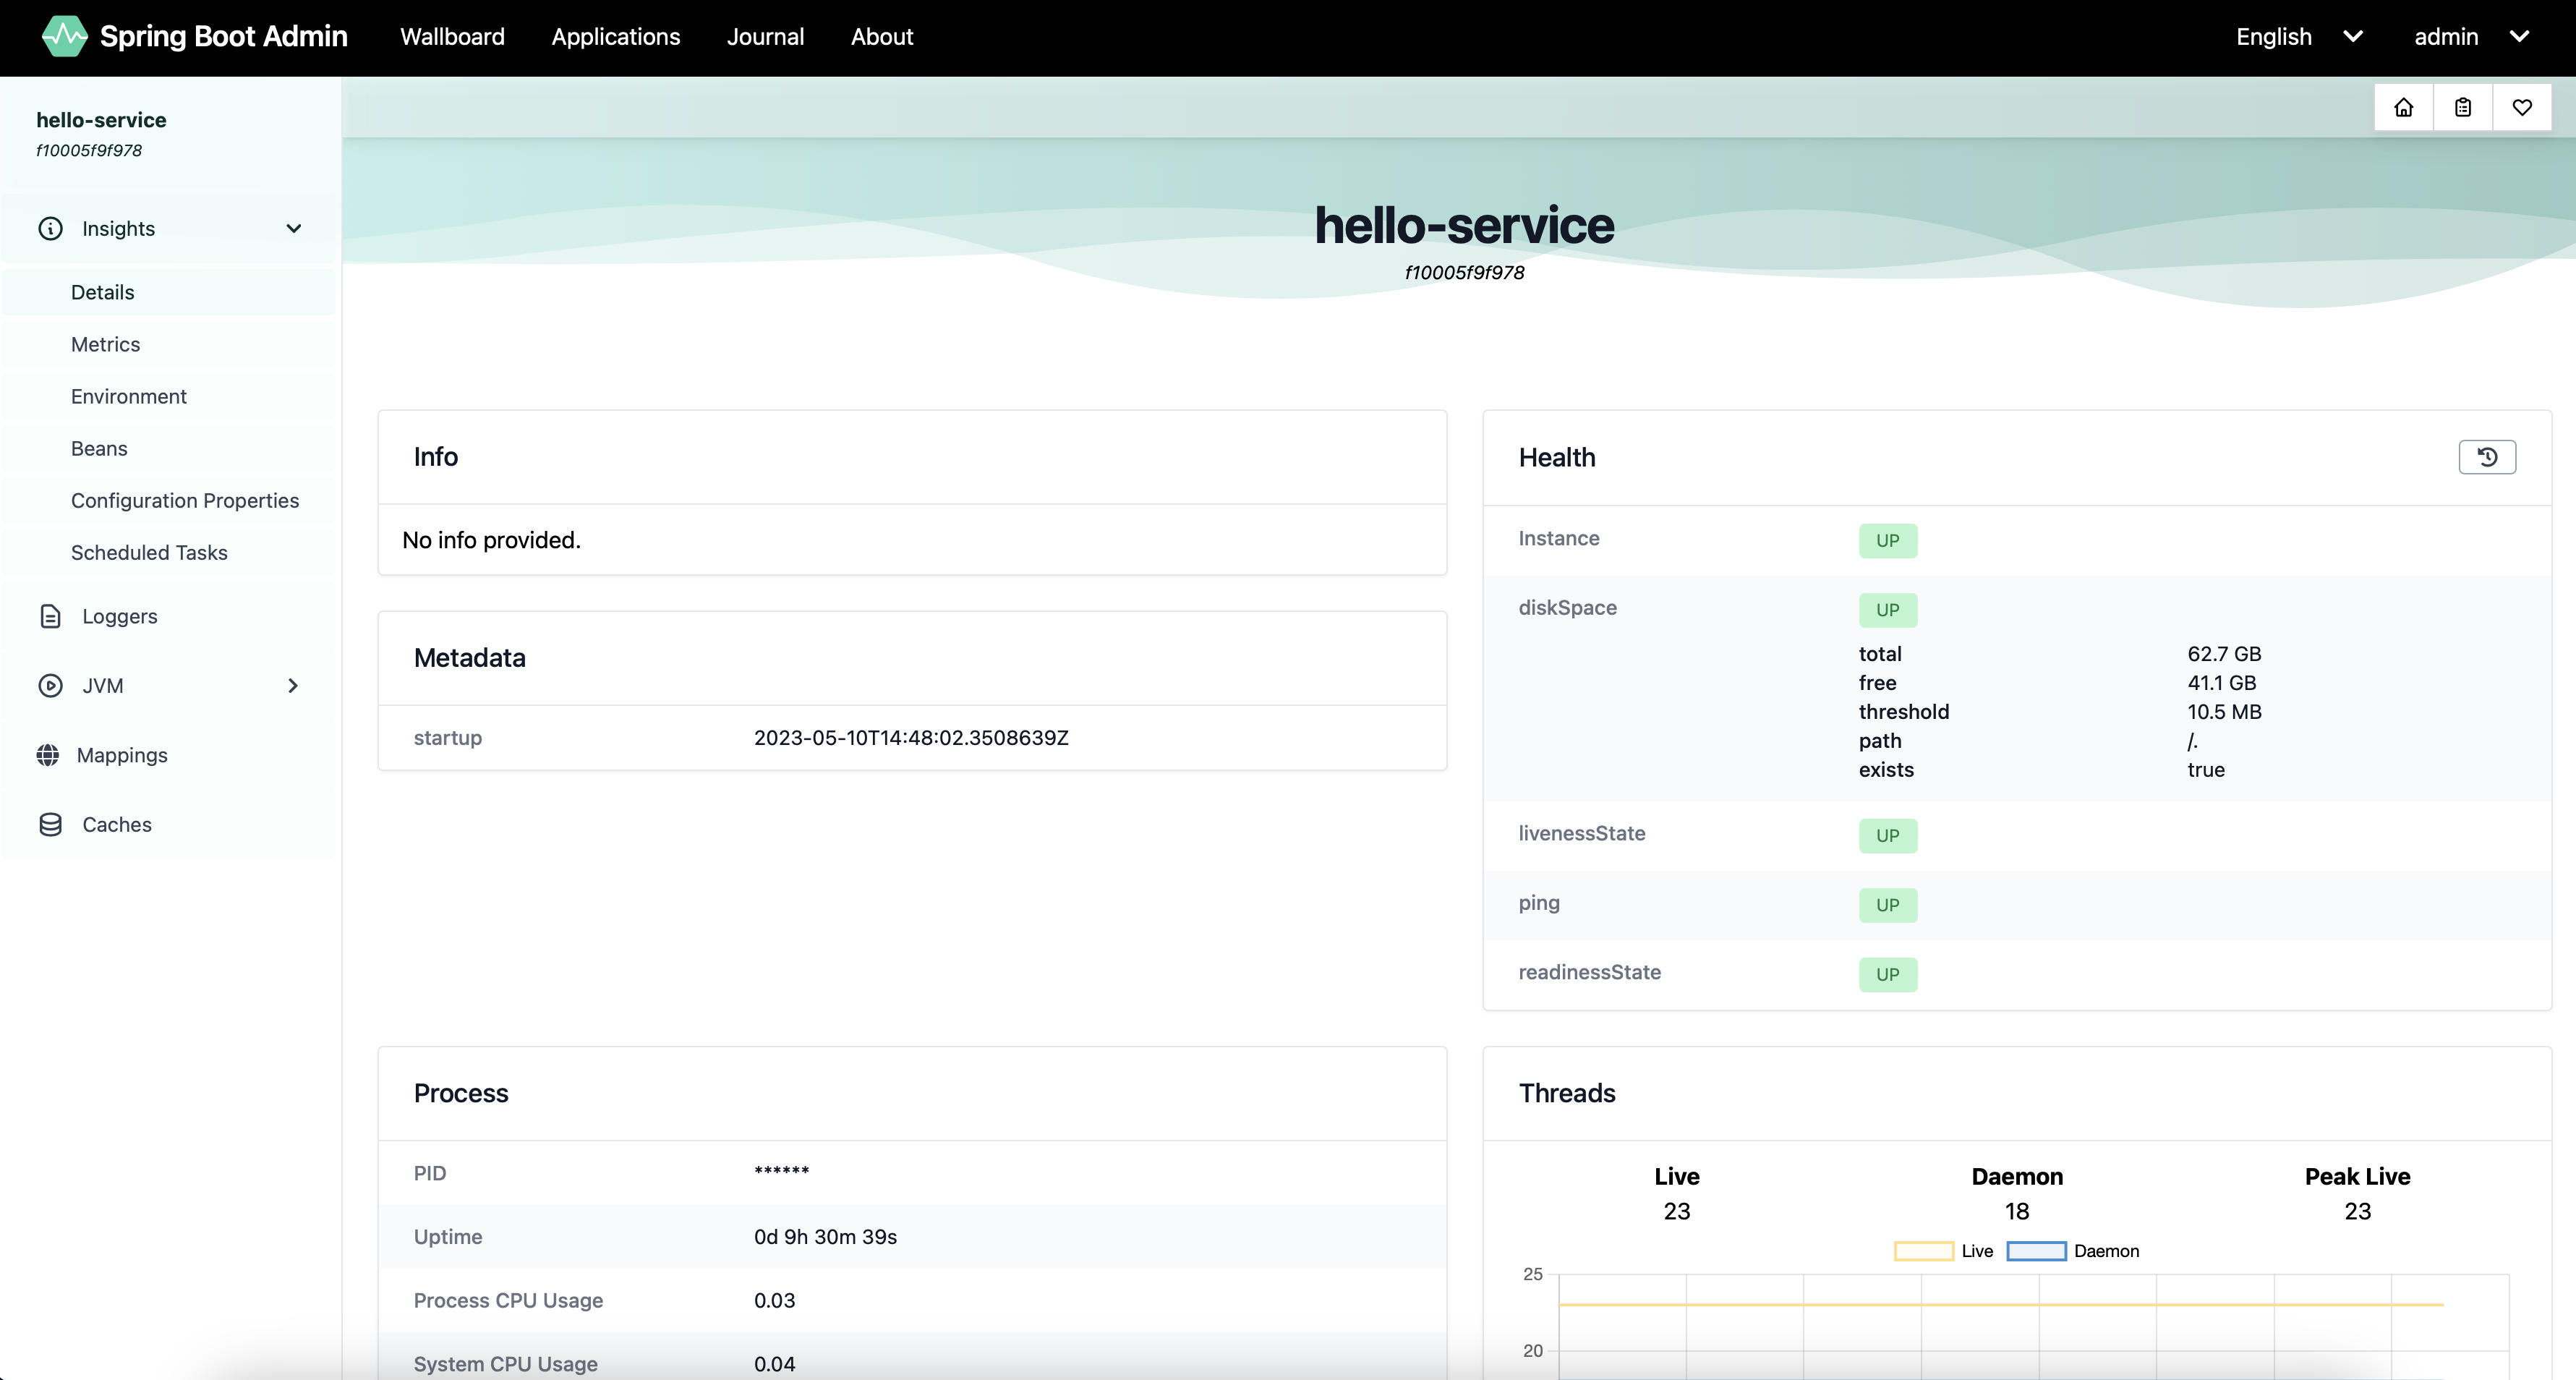 Spring Boot Admin Wallboard Applications Journal About English admin
hello-service
f10005f9f978
Insights
Details
Metrics
Environment
Beans
Configuration Properties
Scheduled Tasks
Loggers
JVM
Mappings
Caches
hello-service
f10005f9f978
Info
No info provided.
Metadata
startup 2023-05-10T14:48:02.3508639Z
Health
Instance UP
diskSpace UP
total 62.7 GB
free 41.1 GB
threshold 10.5 MB
path /.
exists true
livenessState UP
ping UP
readinessState UP
Process
PID ******
Uptime 0d 9h 30m 39s
Process CPU Usage 0.03
System CPU Usage 0.04
Threads
Live Daemon Peak Live
23 18 23
Live Daemon
25
20